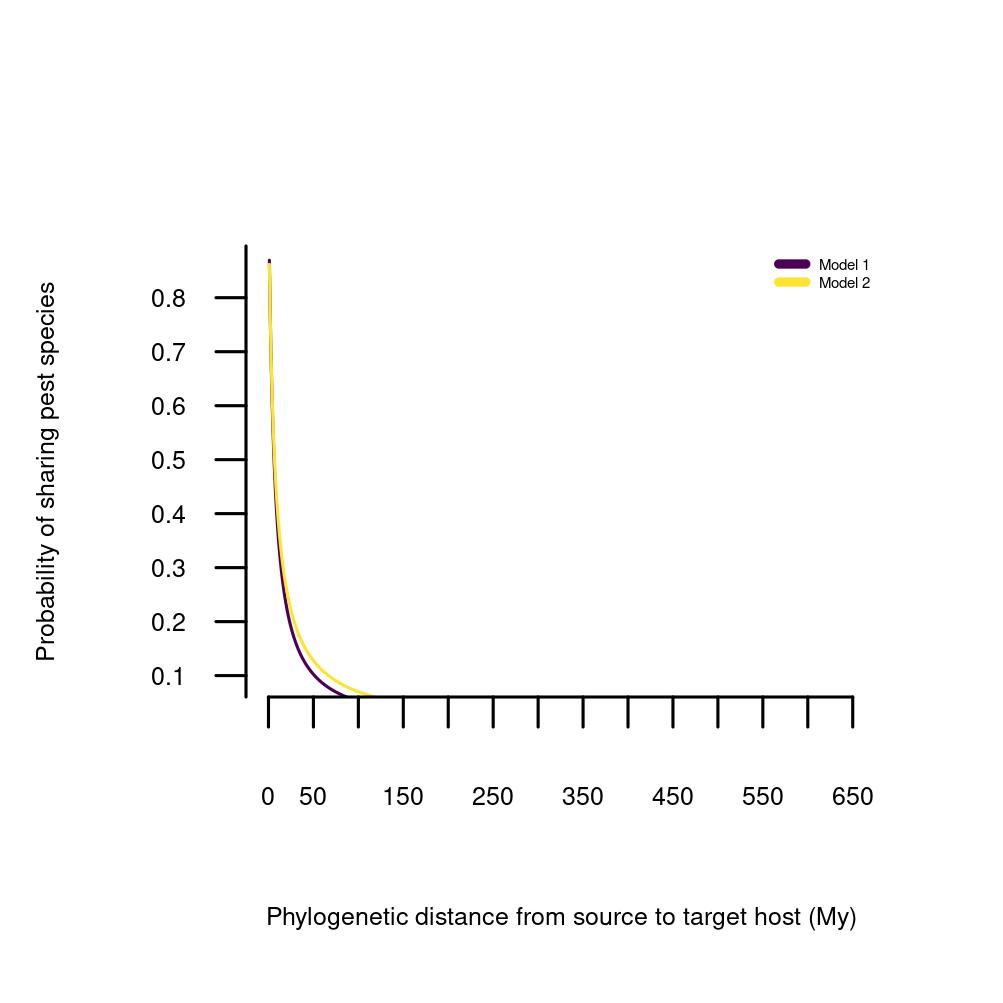 Model 1
Model 2
Probability of sharing pest species
0.8
0.7
0.6
0.5
0.4
0.3
0.2
0.1
0 50 150 250 350 450 550 650
Phylogenetic distance from source to target host (My)